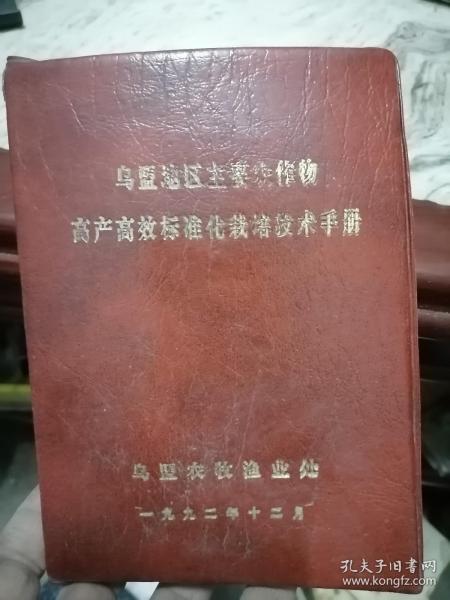 乌盟地区主要农作物
高产高效标准化栽培技术手册
乌盟农牧渔业处
一九九二年十二月
孔夫子旧书网
www.kongfz.com